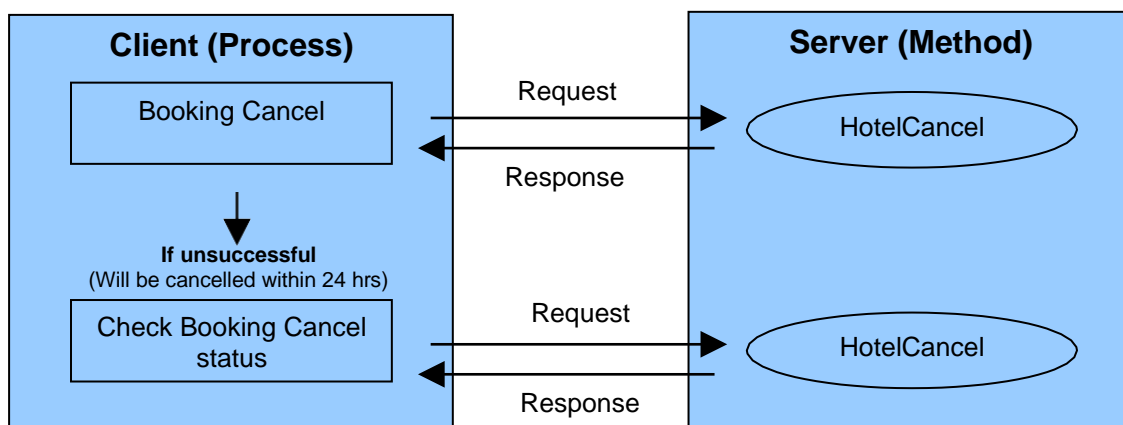 Client (Process)
Server (Method)
Booking Cancel
Request
HotelCancel
Response
If unsuccessful
(Will be cancelled within 24 hrs)
Check Booking Cancel
status
Request
HotelCancel
Response